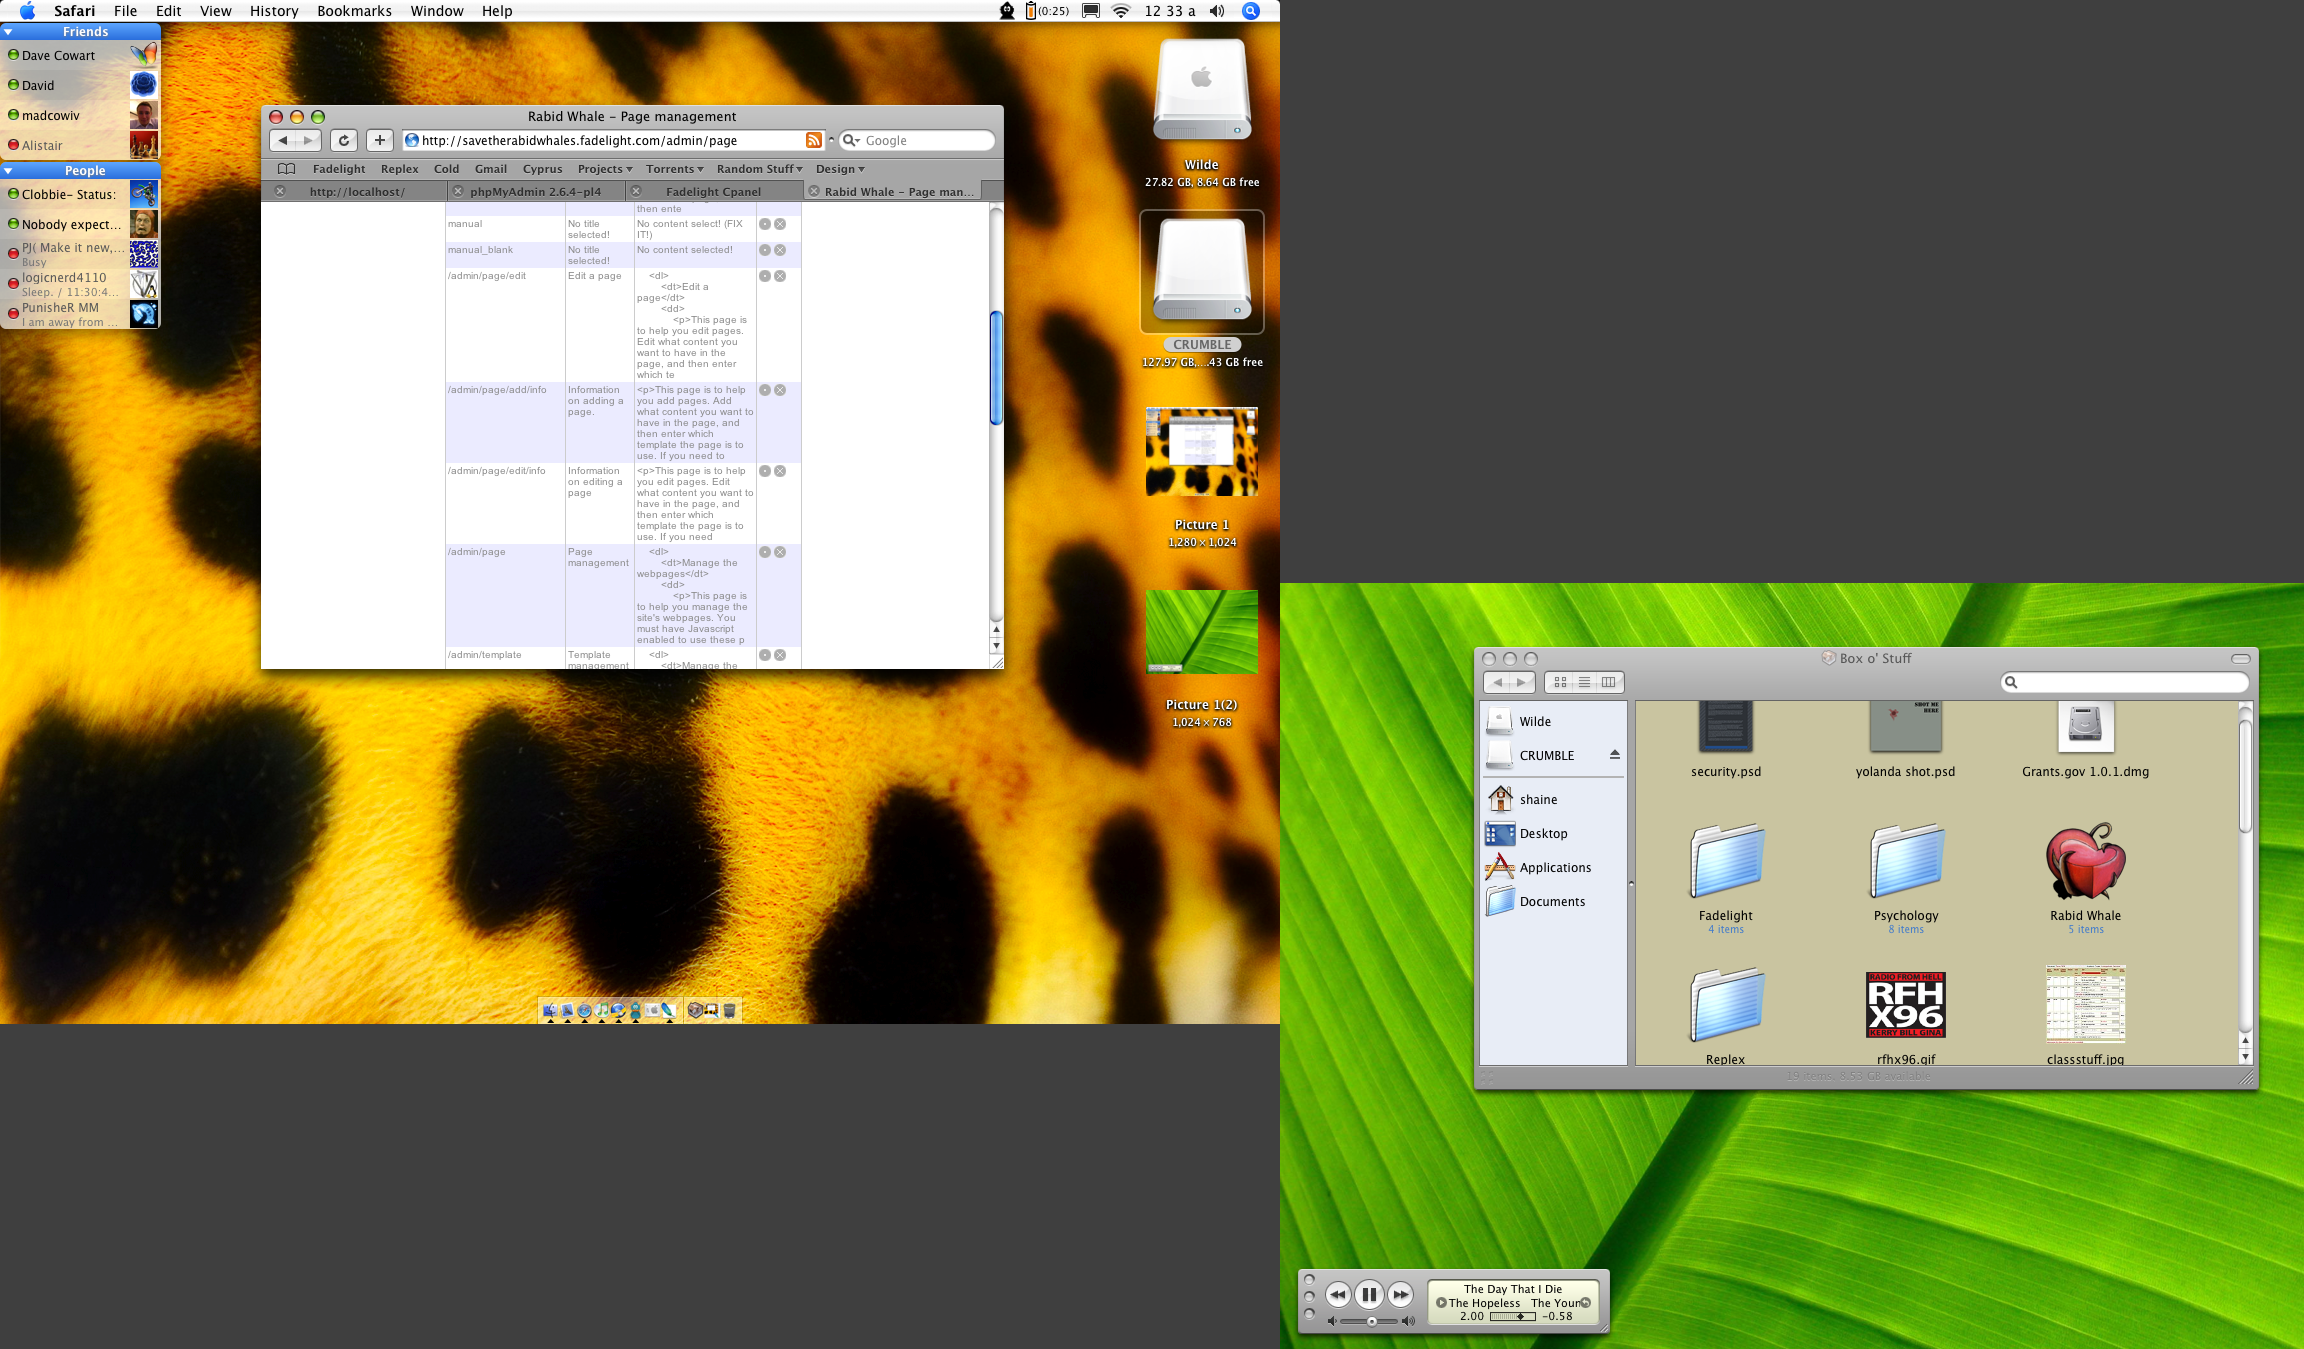 Safari File Edit View History Bookmarks Window Help
(0:25) 12 33 a
Friends
Dave Cowart
David
madcowiv
Alistair
People
Clobbie- Status:
Nobody expect...
PJ( Make it new,...
Busy
logicnerd4110
Sleep. / 11:30:4...
PunisheR MM
I am away from ...
Rabid Whale – Page management
http://savetherabidwhales.fadelight.com/admin/page
Google
Fadelight Replex Cold Gmail Cyprus Projects Torrents Random Stuff Design
http://localhost/ phpMyAdmin 2.6.4-pl4 Fadelight Cpanel Rabid Whale – Page man...
then ente
manual No title No content select! (FIX
selected! IT!)
manual_blank No title No content selected!
selected!
/admin/page/edit Edit a page <dl>
<dt>Edit a
page</dt>
<dd>
<p>This page is
to help you edit pages.
Edit what content you
want to have in the
page, and then enter
which te
/admin/page/add/info Information <p>This page is to help
on adding a you add pages. Add
page. what content you want to
have in the page, and
then enter which
template the page is to
use. If you need to
/admin/page/edit/info Information <p>This page is to help
on editing a you edit pages. Edit
page what content you want to
have in the page, and
then enter which
template the page is to
use. If you need
/admin/page Page <dl>
management <dt>Manage the
webpages</dt>
<dd>
<p>This page is
to help you manage the
site's webpages. You
must have Javascript
enabled to use these p
/admin/template Template <dl>
management <dt>Manage the
Wilde
27.82 GB, 8.64 GB free
CRUMBLE
127.97 GB,...43 GB free
Picture 1
1,280 × 1,024
Picture 1(2)
1,024 × 768
Box o' Stuff
Wilde
CRUMBLE
shaine
Desktop
Applications
Documents
SHOT ME
HERE
security.psd yolanda shot.psd Grants.gov 1.0.1.dmg
Fadelight Psychology Rabid Whale
4 items 8 items 5 items
RADIO FROM HELL
RFH
X96
KERRY BILL GINA
Replex rfhx96.gif classstuff.jpg
19 items, 8.53 GB available
The Day That I Die
The Hopeless The Youn
2.00 -0.58